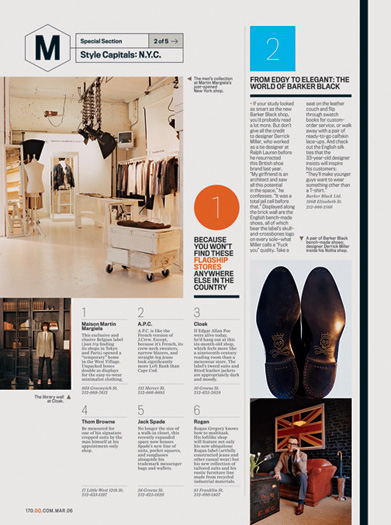 M
Special Section
2 of 5 →
Style Capitals: N.Y.C.
The men's collection
at Martin Margiela's
just-opened
New York shop.
1
BECAUSE
YOU WON'T
FIND THESE
FLAGSHIP
STORES
ANYWHERE
ELSE IN THE
COUNTRY
The library wall
at Cloak.
1
Maison Martin
Margiela
This exclusive and
elusive Belgian label
(just try finding
its shops in Tokyo
and Paris) opened a
"temporary" home
in the West Village.
Unpacked boxes
double as displays
for the easy-to-wear
minimalist clothing.
803 Greenwich St.
212-989-7612
2
A.P.C.
A.P.C. is like the
French version of
J.Crew. Except,
because it's French, its
crew-neck sweaters,
narrow blazers, and
straight-leg jeans
look significantly
more Left Bank than
Cape Cod.
131 Mercer St.
212-966-9685
3
Cloak
If Edgar Allan Poe
were alive today,
he'd hang out at this
six-month-old shop,
which feels more like
a nineteenth-century
reading room than a
menswear store. The
label's tweed suits and
fitted leather jackets
are appropriately dark
and moody.
10 Greene St.
212-625-2828
4
Thom Browne
Be measured for
one of his signature
cropped suits by the
man himself at his
appointment-only
shop.
27 Little West 12th St.
212-633-1197
5
Jack Spade
No longer the size of
a walk-in closet, this
recently expanded
space now houses
Spade's new line of
suits, pocket squares,
and sunglasses
alongside his
trademark messenger
bags and wallets.
56 Greene St.
212-625-1820
6
Rogan
Rogan Gregory knows
how to multitask.
His TriBeCa shop
will feature not only
his now ubiquitous
Rogan label (artfully
constructed jeans and
other casual wear) but
his new collection of
tailored suits and his
rustic furniture line
made from recycled
industrial materials.
91 Franklin St.
2
FROM EDGY TO ELEGANT: THE
WORLD OF BARKER BLACK
• If your study looked
as smart as the new
Barker Black shop,
you'd probably read
a lot more. But don't
give all the credit
to designer Derrick
Miller, who worked
as a tie designer at
Ralph Lauren before
he resurrected
this British shoe
brand last year.
"My girlfriend is an
architect and saw
all this potential
in the space," he
confesses. "It was a
total jail cell before
that." Displayed along
the brick wall are the
English bench-made
shoes, all of which
bear the label's skull-
and-crossbones logo
on every sole—what
Miller calls a "Fuck
you" quality. Take a
seat on the leather
couch and flip
through swatch
books for custom-
order service, or walk
away with a pair of
ready-to-go calfskin
lace-ups. And check
out the English silk
ties that the
33-year-old designer
insists will inspire
his customers.
"They'll make younger
guys want to wear
something other than
a T-shirt."
Barker Black Ltd.
198B Elizabeth St.
212-966-2166
A pair of Barker Black
bench-made shoes;
designer Derrick Miller
inside his Nolita shop.
170.GQ.COM.MAR.06